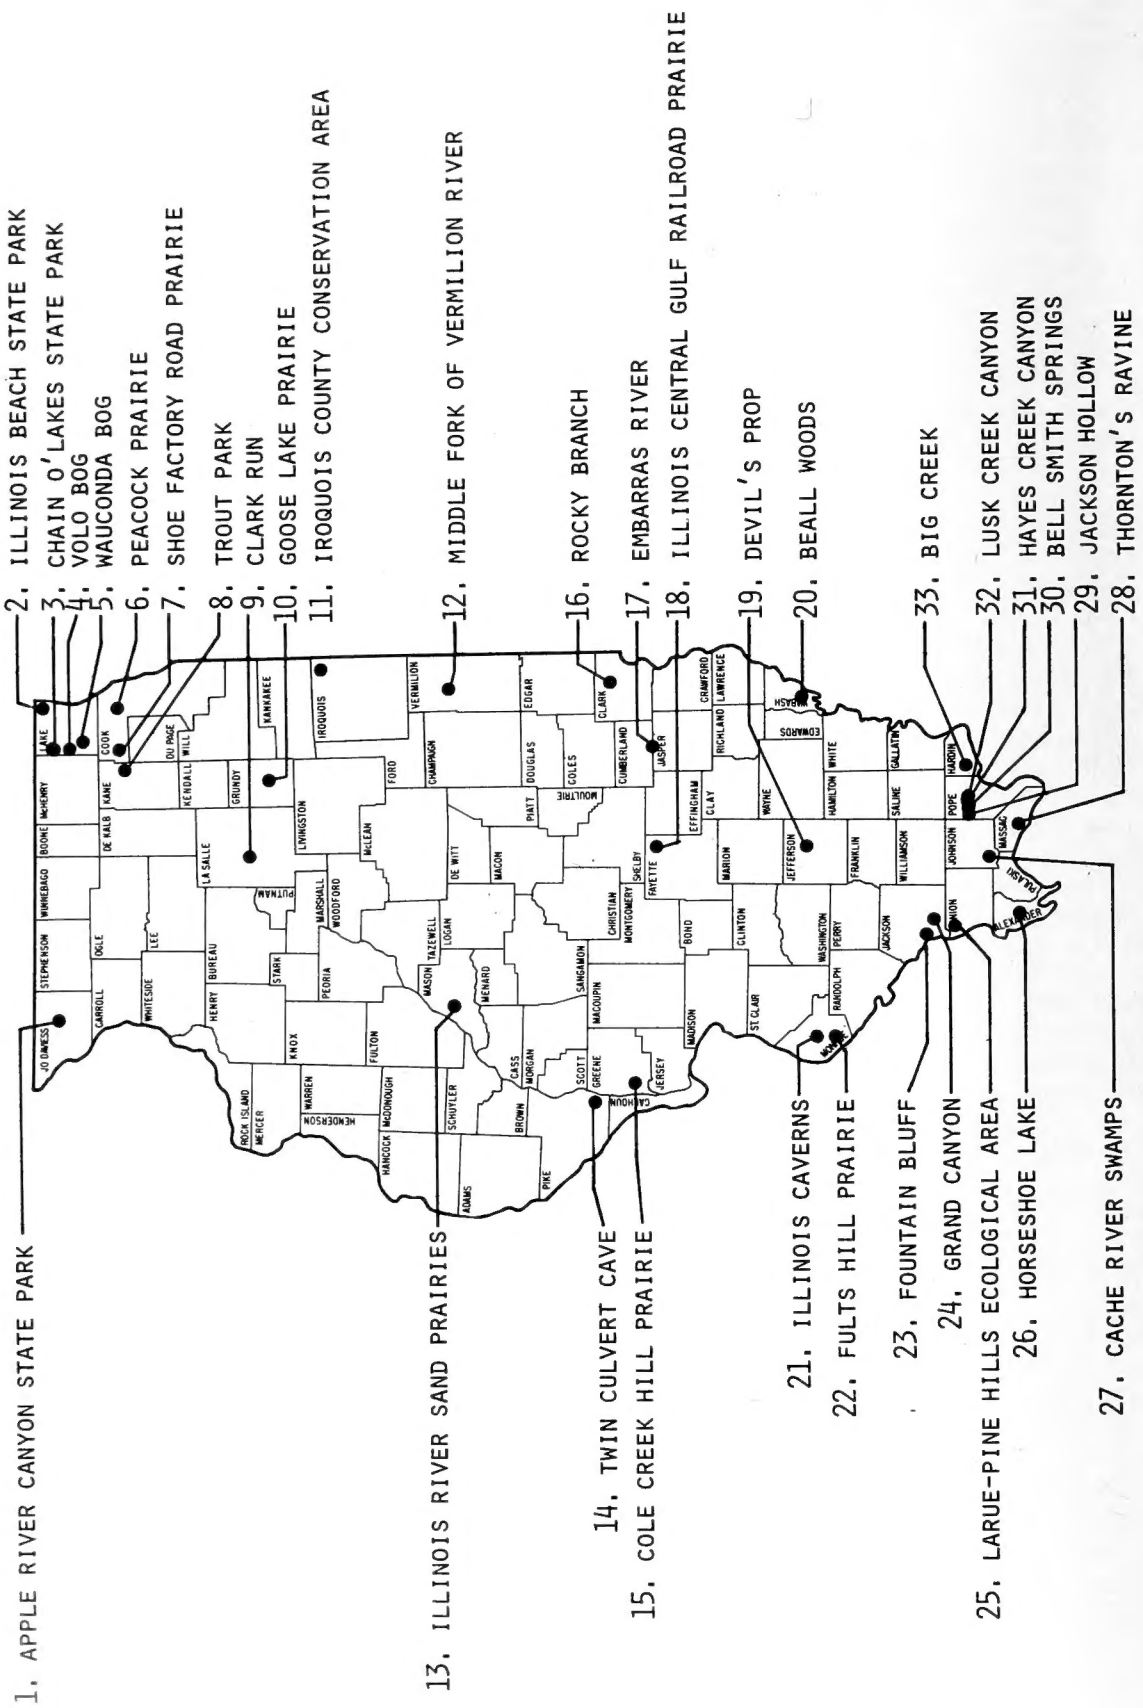 1. APPLE RIVER CANYON STATE PARK
2. ILLINOIS BEACH STATE PARK
3. CHAIN O'LAKES STATE PARK
4. VOLO BOG
5. WAUCONDA BOG
6. PEACOCK PRAIRIE
7. SHOE FACTORY ROAD PRAIRIE
8. TROUT PARK
9. CLARK RUN
10. GOOSE LAKE PRAIRIE
11. IROQUOIS COUNTY CONSERVATION AREA
12. MIDDLE FORK OF VERMILION RIVER
13. ILLINOIS RIVER SAND PRAIRIES
14. TWIN CULVERT CAVE
15. COLE CREEK HILL PRAIRIE
16. ROCKY BRANCH
17. EMBARRAS RIVER
18. ILLINOIS CENTRAL GULF RAILROAD PRAIRIE
19. DEVIL'S PROP
20. BEALL WOODS
21. ILLINOIS CAVERNS
22. FULTS HILL PRAIRIE
23. FOUNTAIN BLUFF
24. GRAND CANYON
25. LARUE-PINE HILLS ECOLOGICAL AREA
26. HORSESHOE LAKE
27. CACHE RIVER SWAMPS
33. BIG CREEK
32. LUSK CREEK CANYON
31. HAYES CREEK CANYON
30. BELL SMITH SPRINGS
29. JACKSON HOLLOW
28. THORNTON'S RAVINE
JO DAVIESS
STEPHENSON
WINNEBAGO
BOONE
McHENRY
LAKE
CARROLL
OGLE
DE KALB
KANE
COOK
DU PAGE
WHITESIDE
LEE
KENDALL
WILL
ROCK ISLAND
HENRY
BUREAU
LA SALLE
GRUNDY
KANKAKEE
MERCER
STARK
PUTNAM
MARSHALL
LIVINGSTON
IROQUOIS
HENDERSON
WARREN
KNOX
PEORIA
WOODFORD
McLEAN
FORD
HANCOCK
McDONOUGH
FULTON
TAZEWELL
MASON
LOGAN
DE WITT
CHAMPAIGN
VERMILION
ADAMS
SCHUYLER
MENARD
CASS
BROWN
MORGAN
SANGAMON
MACON
PIATT
DOUGLAS
EDGAR
PIKE
SCOTT
GREENE
MACOUPIN
CHRISTIAN
MONTGOMERY
SHELBY
MOULTRIE
COLES
CUMBERLAND
CLARK
CALHOUN
JERSEY
MADISON
BOND
FAYETTE
EFFINGHAM
JASPER
CRAWFORD
ST CLAIR
CLINTON
MARION
CLAY
RICHLAND
LAWRENCE
MONROE
RANDOLPH
WASHINGTON
PERRY
JEFFERSON
WAYNE
EDWARDS
WABASH
JACKSON
FRANKLIN
HAMILTON
WHITE
WILLIAMSON
SALINE
GALLATIN
UNION
JOHNSON
POPE
HARDIN
ALEXANDER
PULASKI
MASSAC